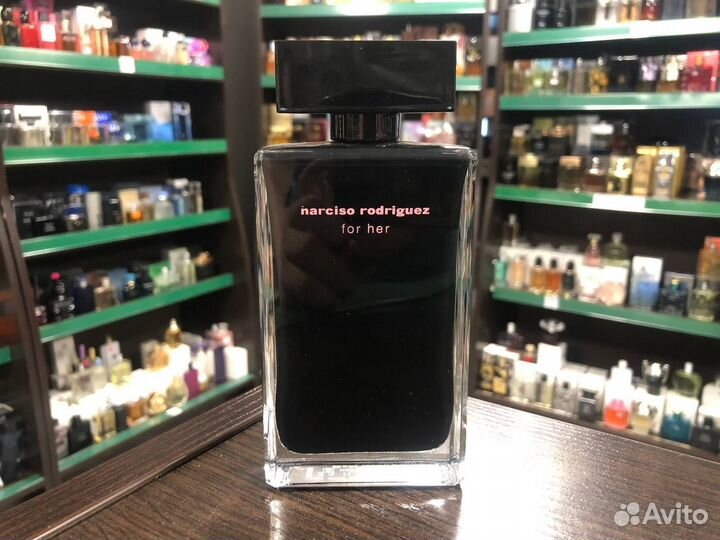 narciso rodriguez
for her
Avito